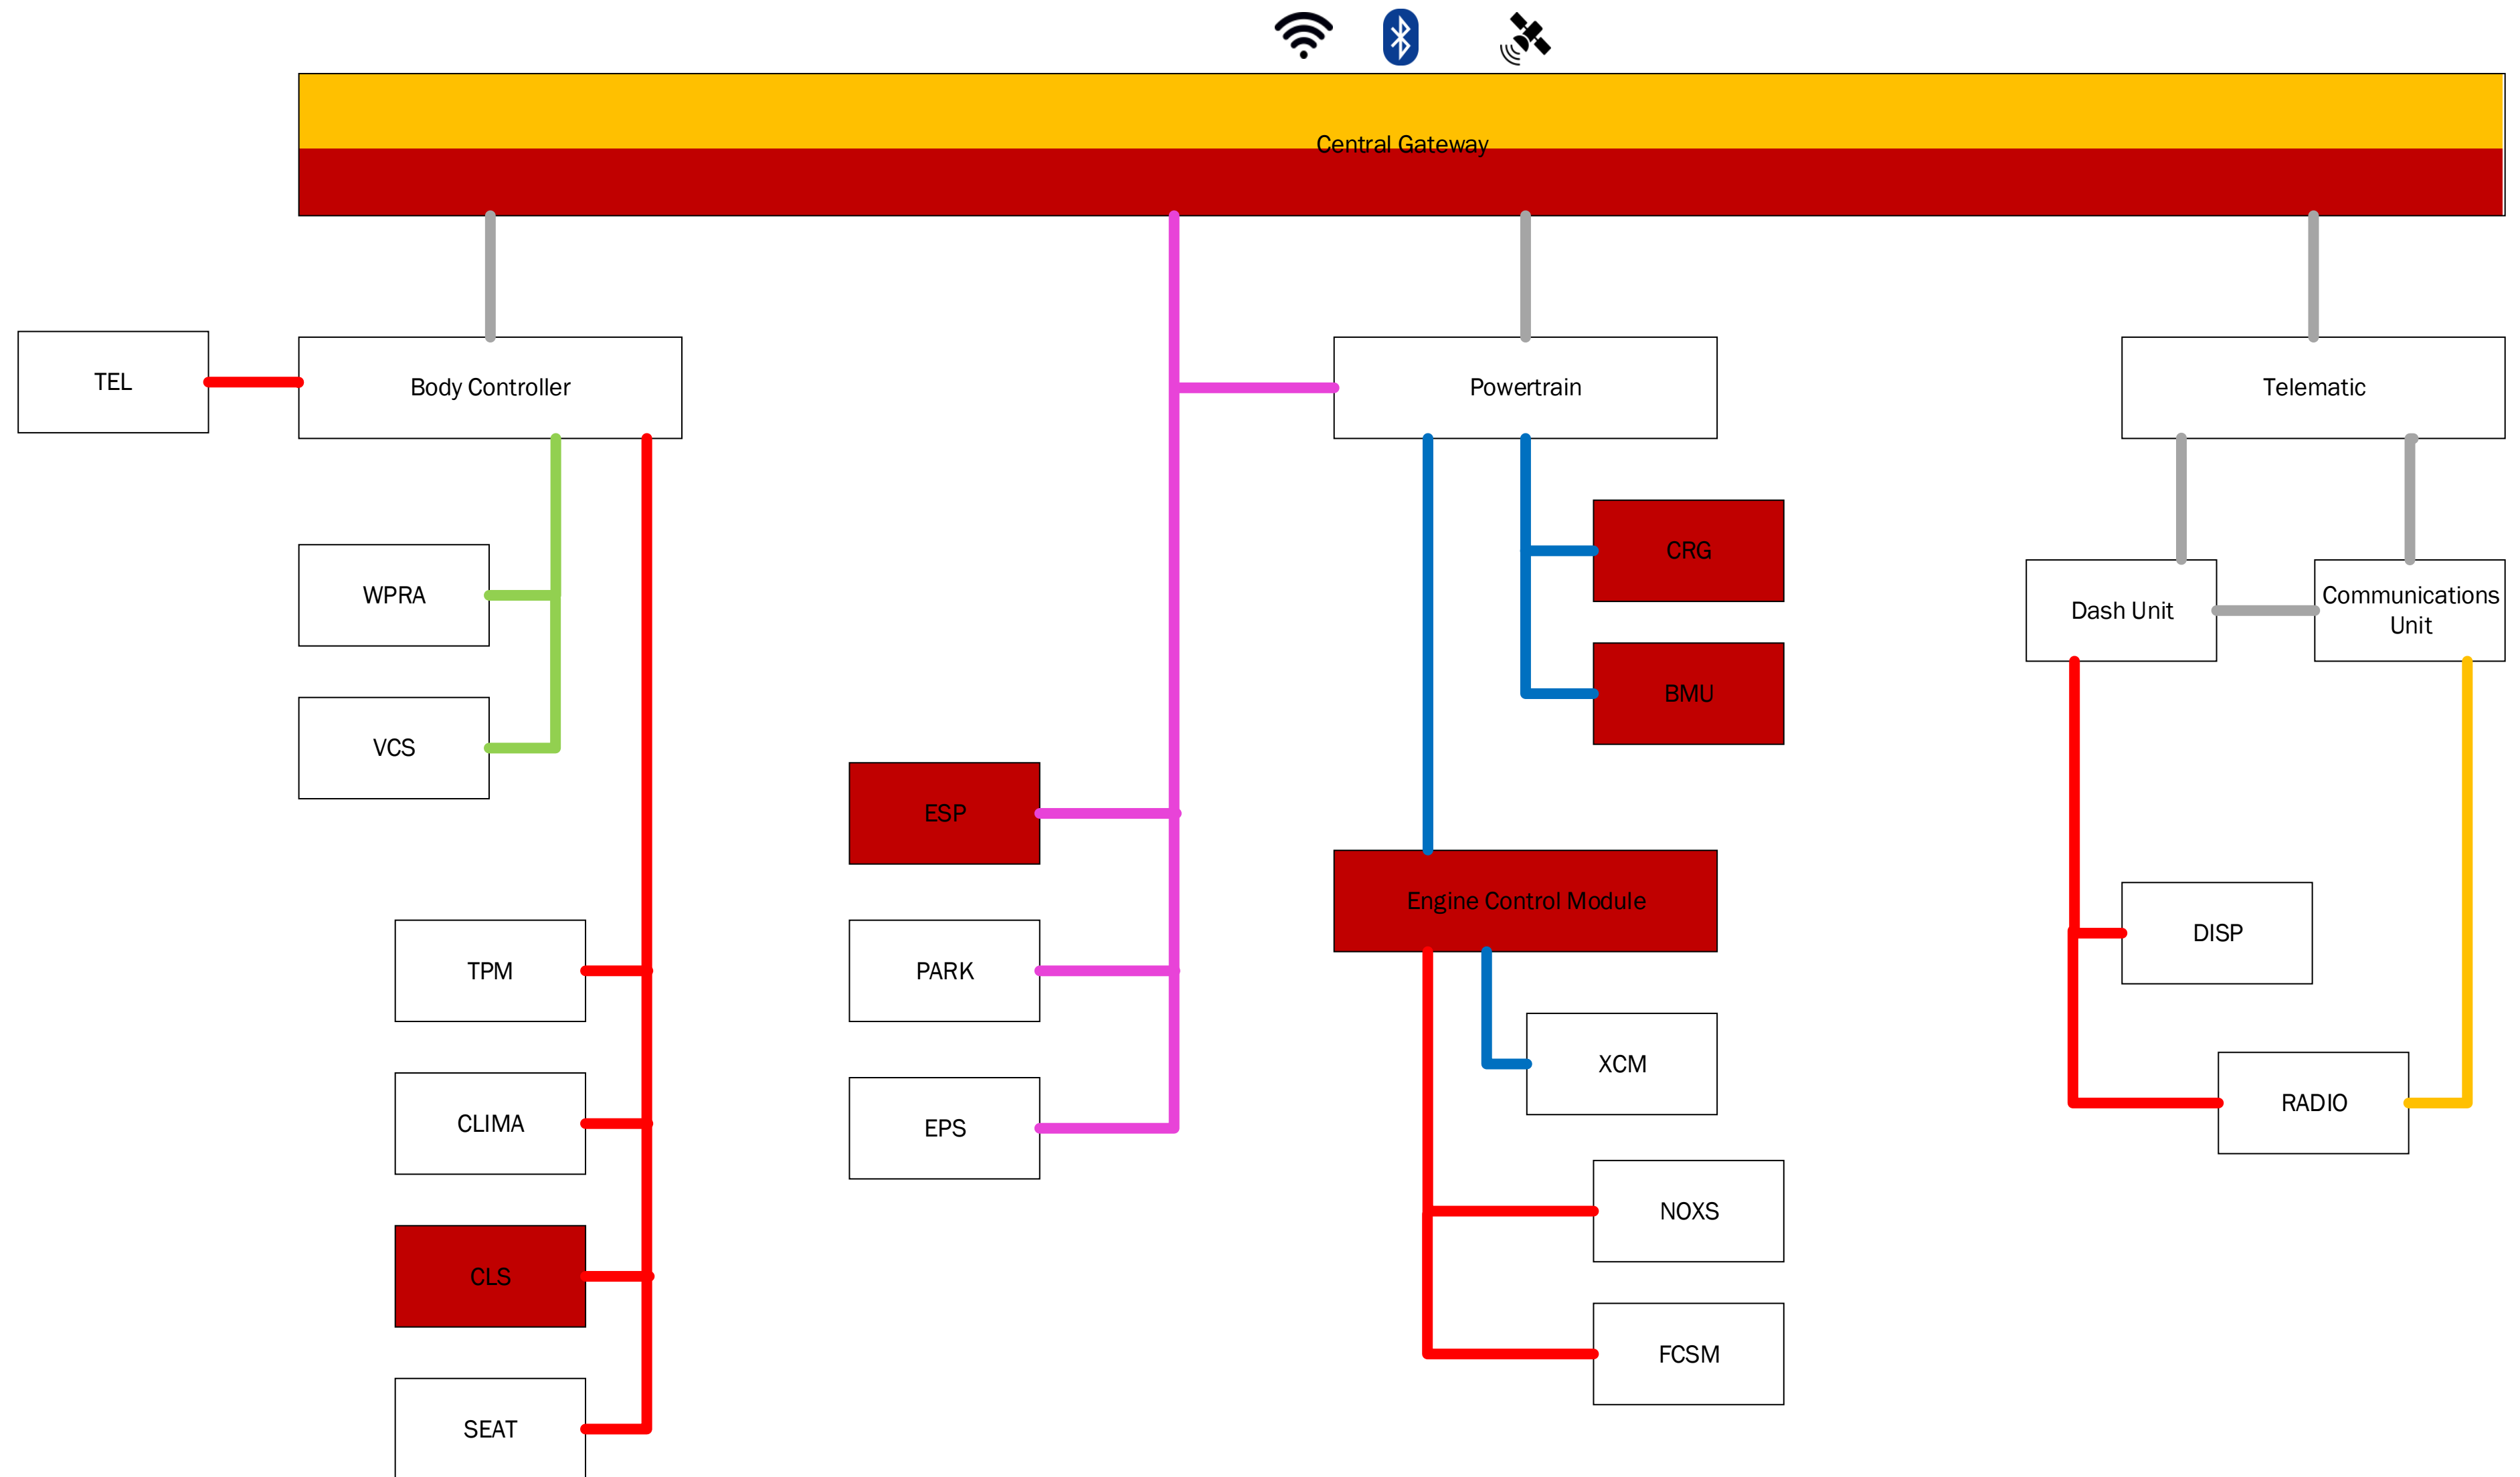 Central Gateway
TEL
Body Controller
Powertrain
Telematic
CRG
WPRA
Dash Unit
Communications
Unit
BMU
VCS
ESP
Engine Control Module
DISP
TPM
PARK
XCM
RADIO
CLIMA
EPS
NOXS
CLS
FCSM
SEAT